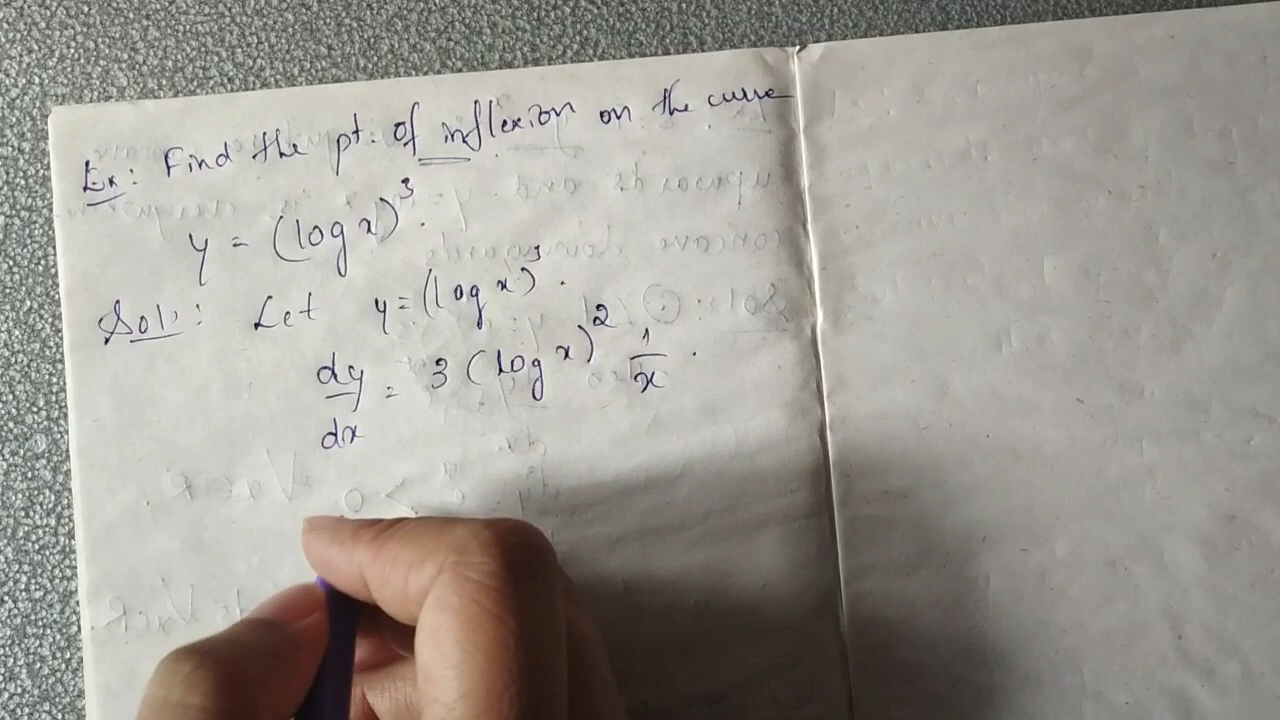 Ex: Find the pt. of inflexion on the curve
y = (log x)³.
Sol: Let y = (log x)³.
dy/dx = 3 (log x)² 1/x.